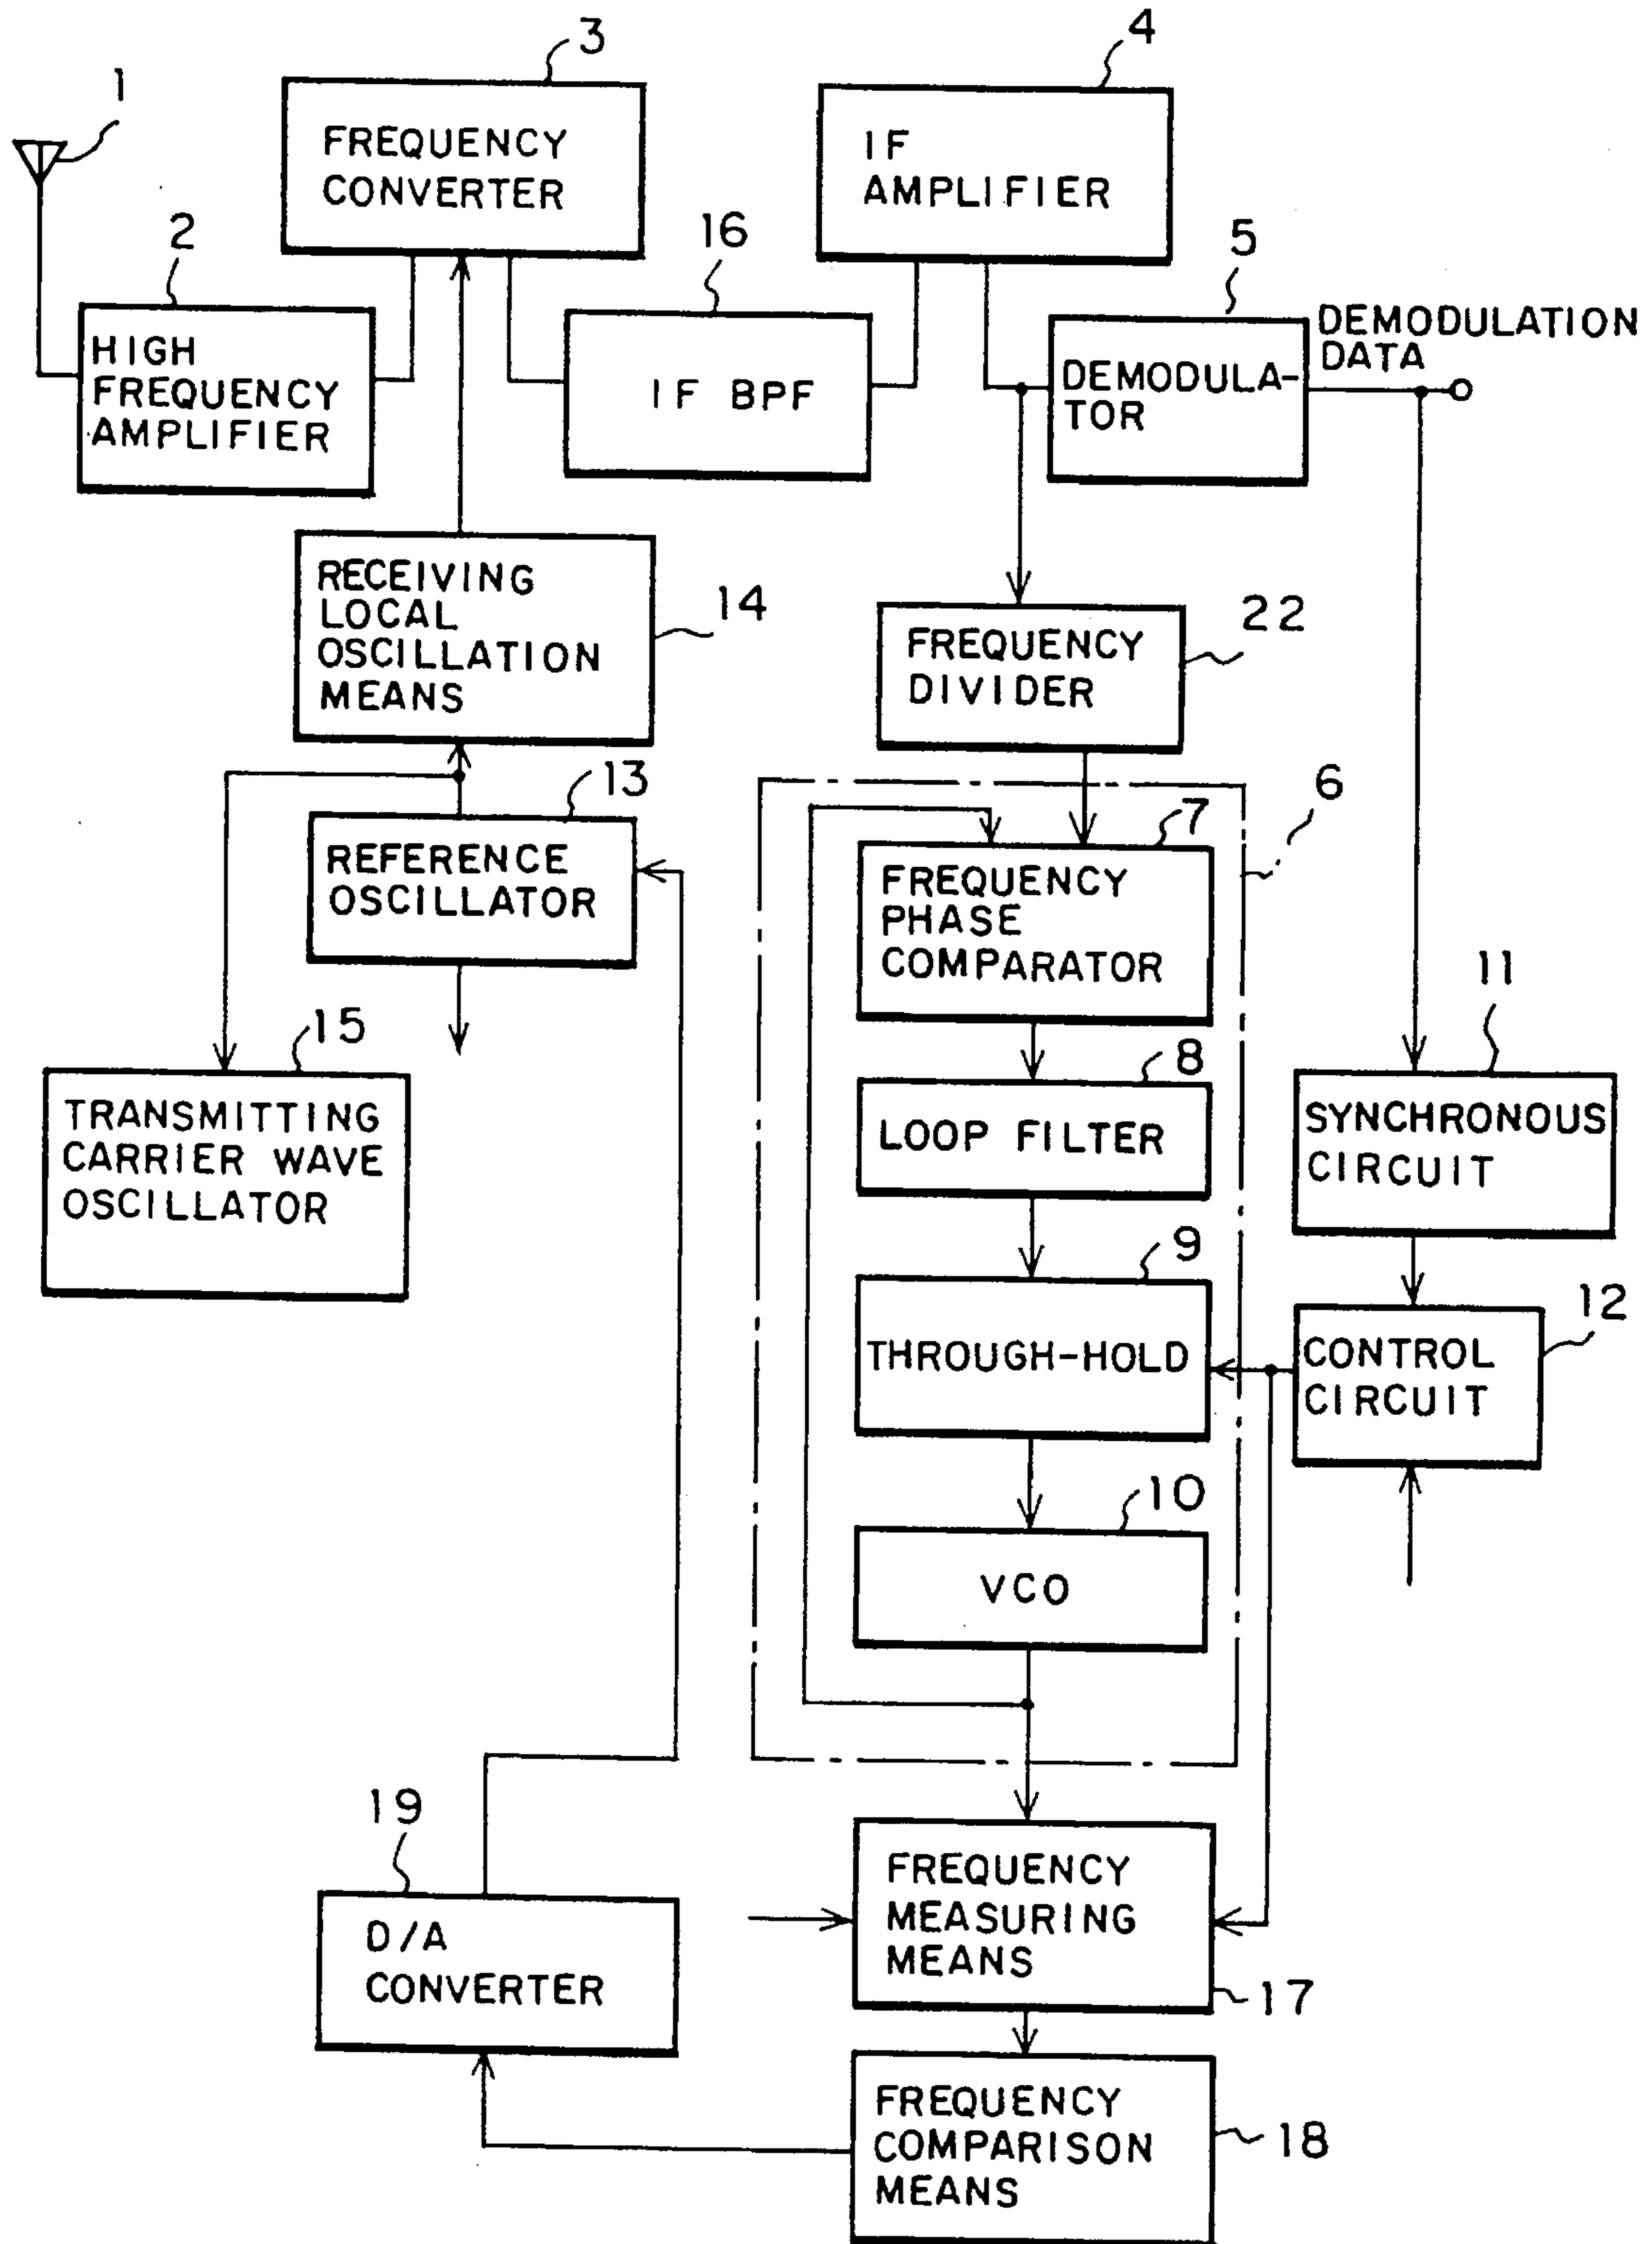 1
3
FREQUENCY
CONVERTER
4
IF
AMPLIFIER
2
HIGH
FREQUENCY
AMPLIFIER
16
IF BPF
5
DEMODULA-
TOR
DEMODULATION
DATA
RECEIVING
LOCAL
OSCILLATION
MEANS
14
FREQUENCY
DIVIDER
22
13
REFERENCE
OSCILLATOR
6
7
FREQUENCY
PHASE
COMPARATOR
15
TRANSMITTING
CARRIER WAVE
OSCILLATOR
8
LOOP FILTER
11
SYNCHRONOUS
CIRCUIT
9
THROUGH-HOLD
12
CONTROL
CIRCUIT
10
VCO
19
D/A
CONVERTER
FREQUENCY
MEASURING
MEANS
17
FREQUENCY
COMPARISON
MEANS
18